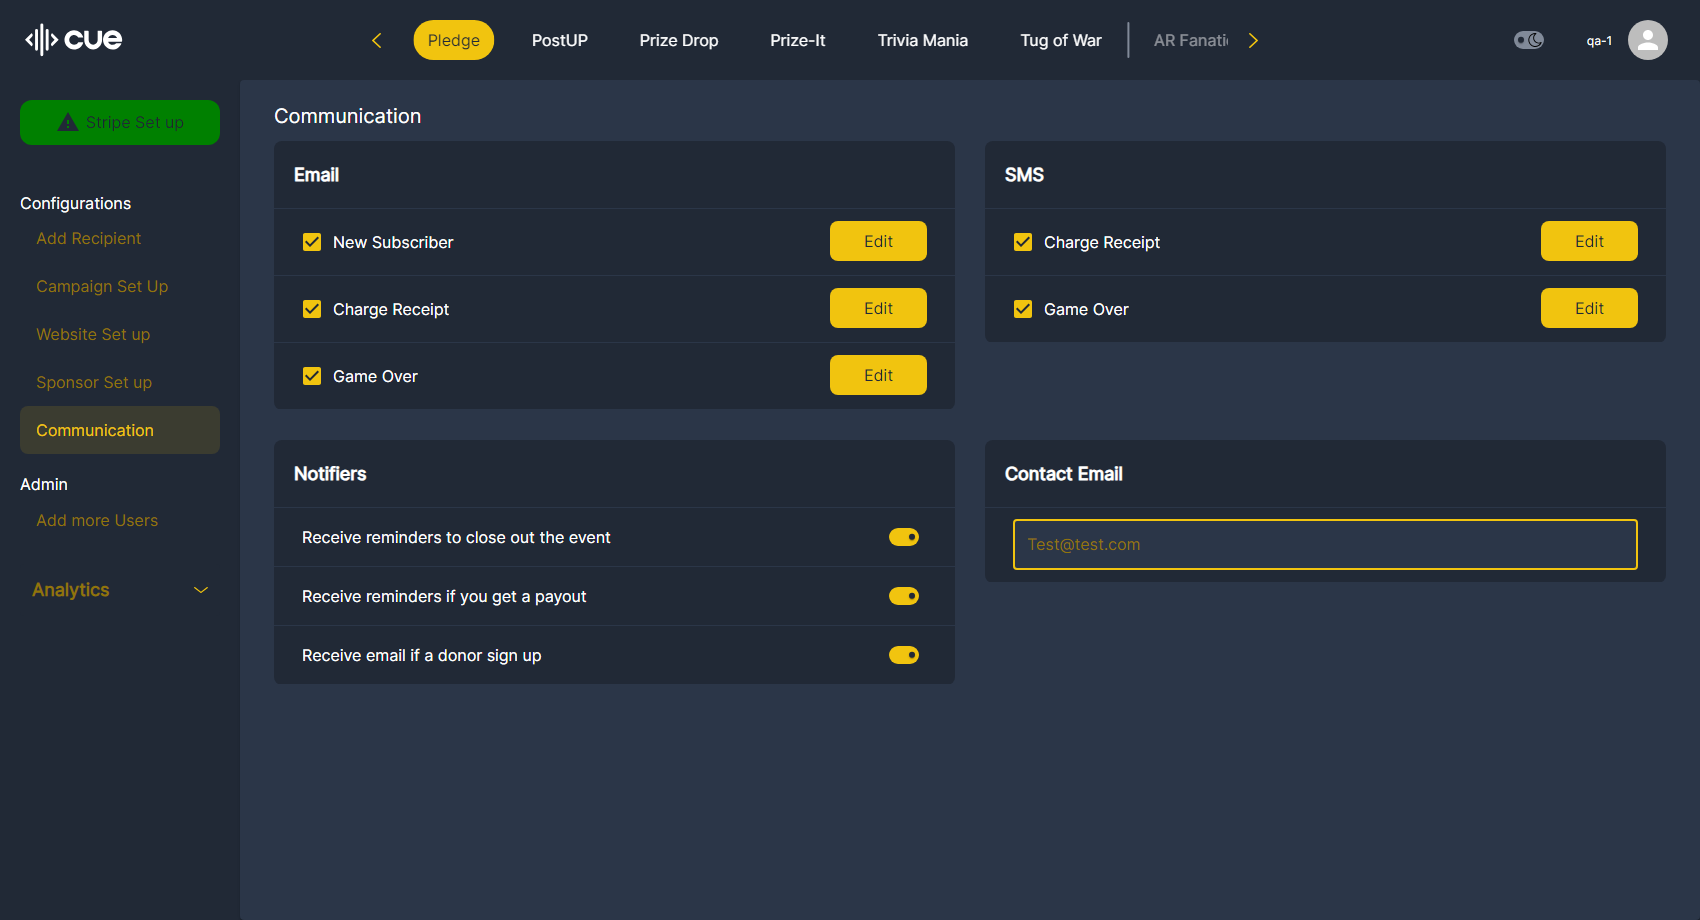 cue
Pledge
PostUP
Prize Drop
Prize-It
Trivia Mania
Tug of War
AR Fanati
qa-1
Stripe Set up
Configurations
Add Recipient
Campaign Set Up
Website Set up
Sponsor Set up
Communication
Admin
Add more Users
Analytics
Communication
Email
New Subscriber
Edit
Charge Receipt
Edit
Game Over
Edit
SMS
Charge Receipt
Edit
Game Over
Edit
Notifiers
Receive reminders to close out the event
Receive reminders if you get a payout
Receive email if a donor sign up
Contact Email
Test@test.com